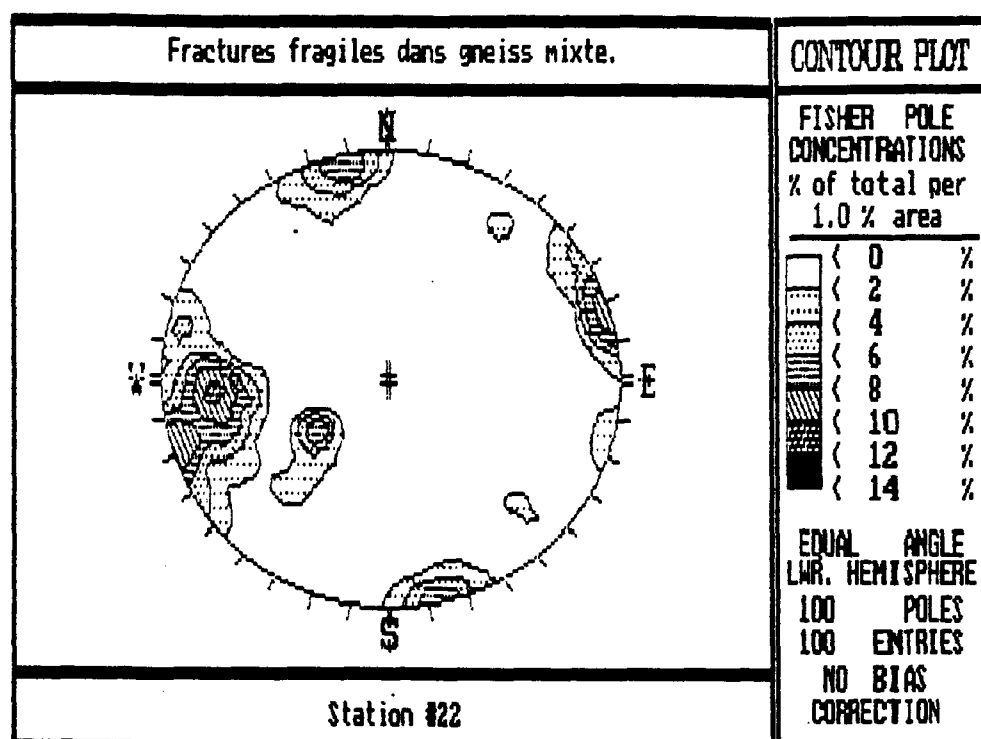 Fractures fragiles dans gneiss mixte.
N
W
E
S
Station #22
CONTOUR PLOT
FISHER POLE
CONCENTRATIONS
% of total per
1.0 % area
< 0 %
< 2 %
< 4 %
< 6 %
< 8 %
< 10 %
< 12 %
< 14 %
EQUAL ANGLE
LWR. HEMISPHERE
100 POLES
100 ENTRIES
NO BIAS
CORRECTION